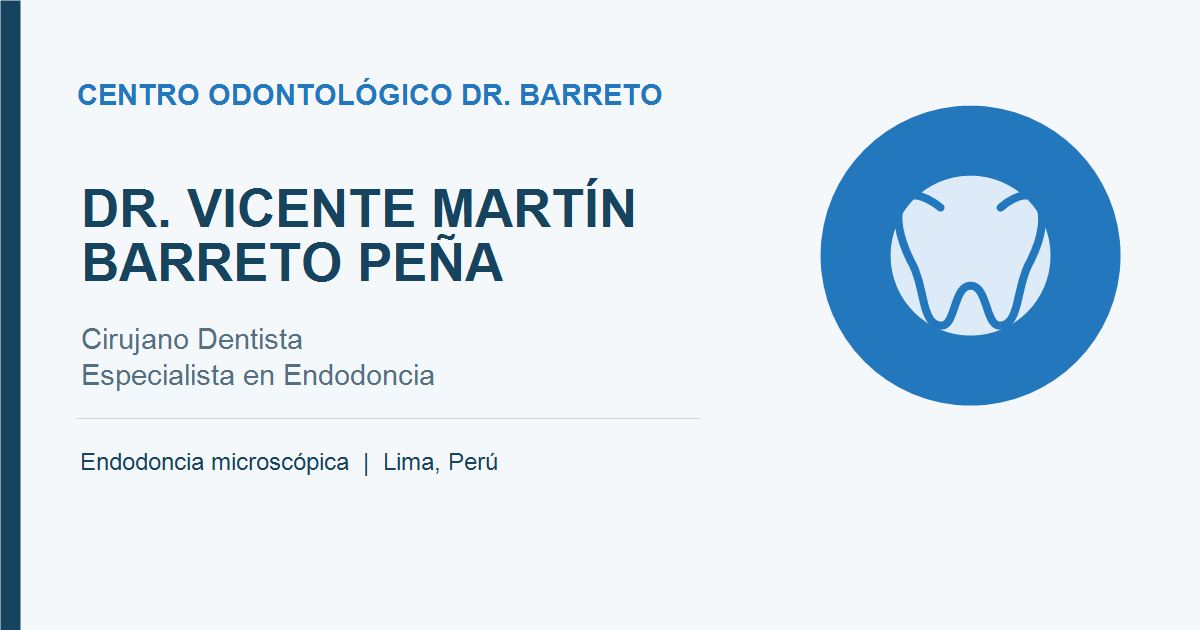 CENTRO ODONTOLÓGICO DR. BARRETO
DR. VICENTE MARTÍN
BARRETO PEÑA
Cirujano Dentista
Especialista en Endodoncia
Endodoncia microscópica | Lima, Perú